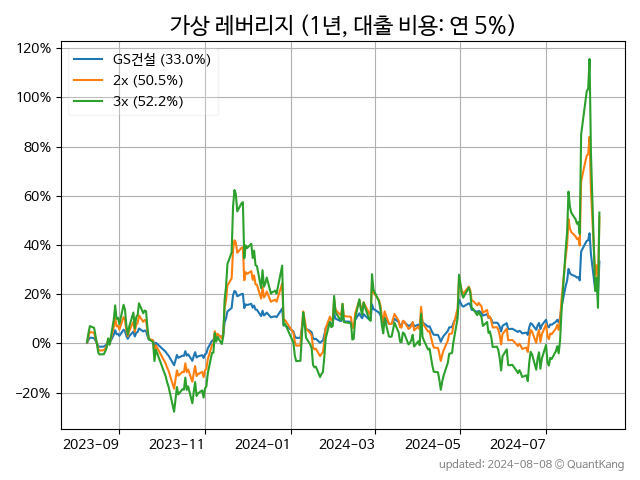 가상 레버리지 (1년, 대출 비용: 연 5%)
120%
100%
80%
60%
40%
20%
0%
−20%
GS건설 (33.0%)
2x (50.5%)
3x (52.2%)
2023-09
2023-11
2024-01
2024-03
2024-05
2024-07
updated: 2024-08-08 © QuantKang